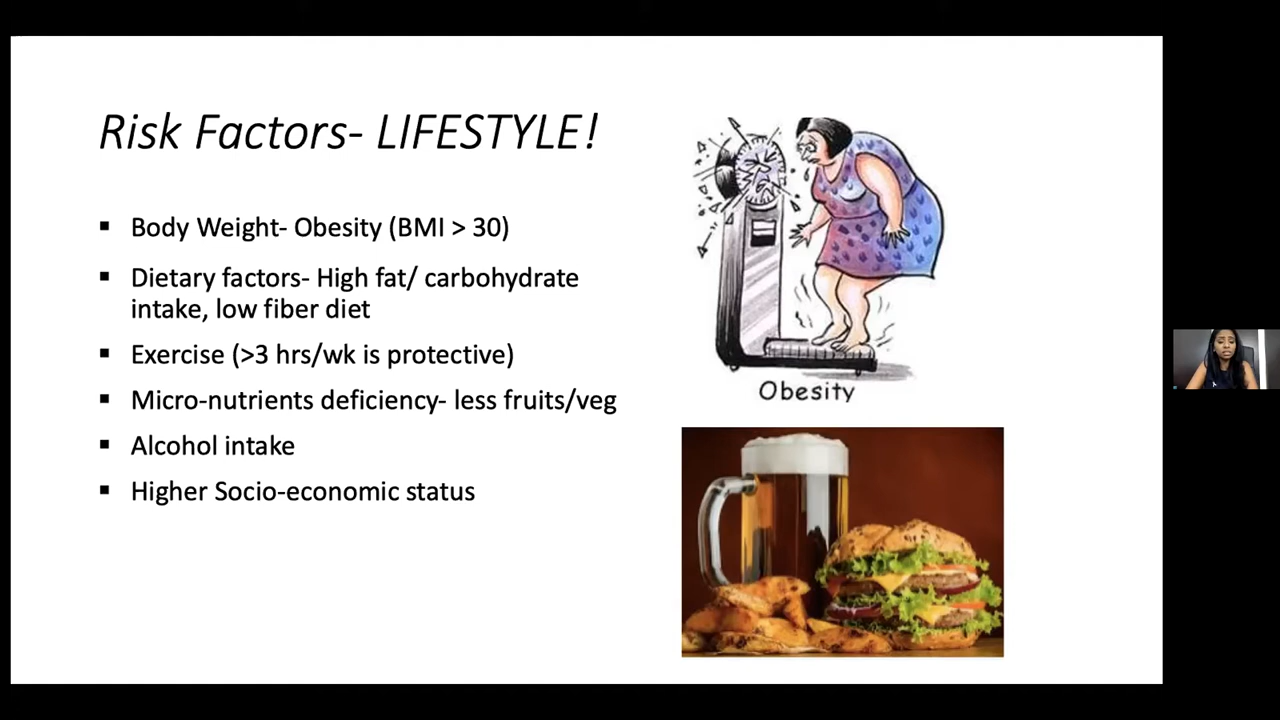 Risk Factors- LIFESTYLE!
▪ Body Weight- Obesity (BMI > 30)
▪ Dietary factors- High fat/ carbohydrate
intake, low fiber diet
▪ Exercise (>3 hrs/wk is protective)
▪ Micro-nutrients deficiency- less fruits/veg
▪ Alcohol intake
▪ Higher Socio-economic status
Obesity